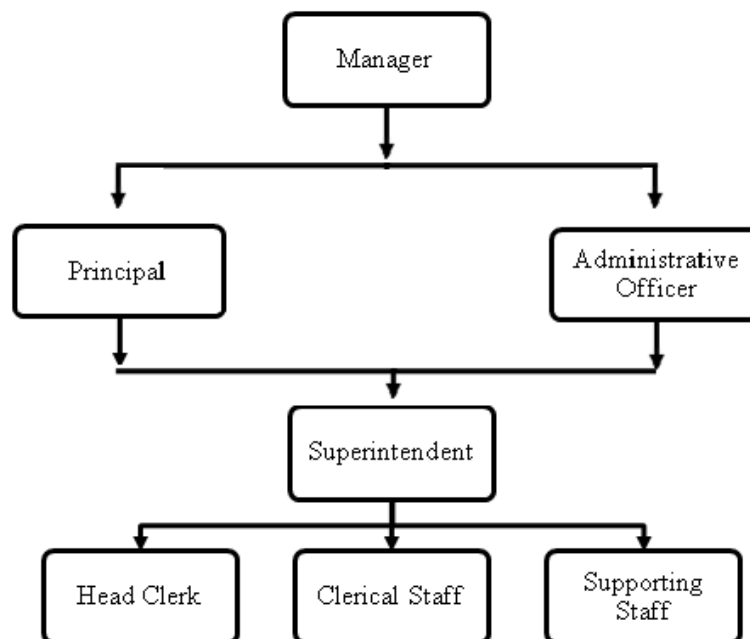 Manager
Principal
Administrative
Officer
Superintendent
Head Clerk
Clerical Staff
Supporting
Staff